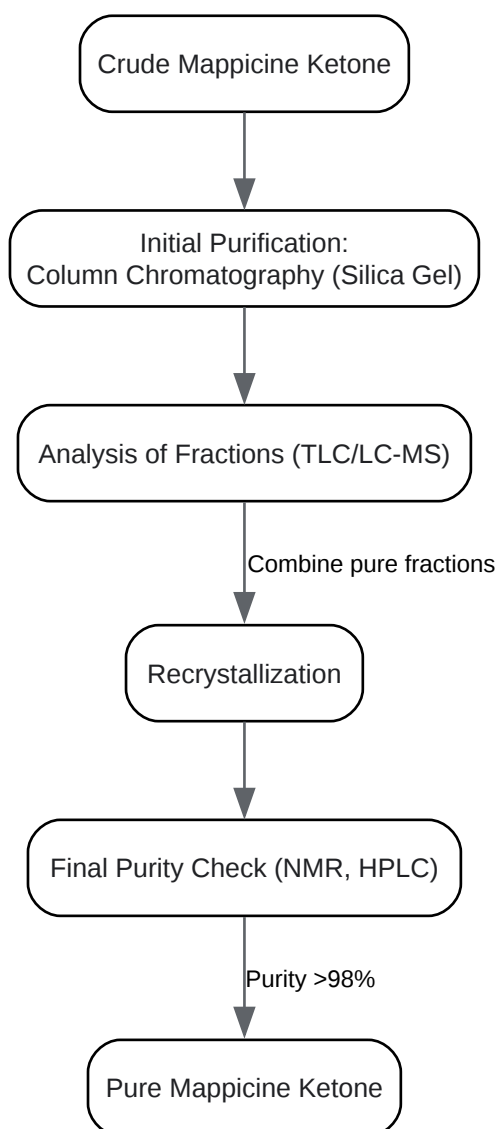 Crude Mappicine Ketone
Initial Purification:
Column Chromatography (Silica Gel)
Analysis of Fractions (TLC/LC-MS)
Combine pure fractions
Recrystallization
Final Purity Check (NMR, HPLC)
Purity >98%
Pure Mappicine Ketone